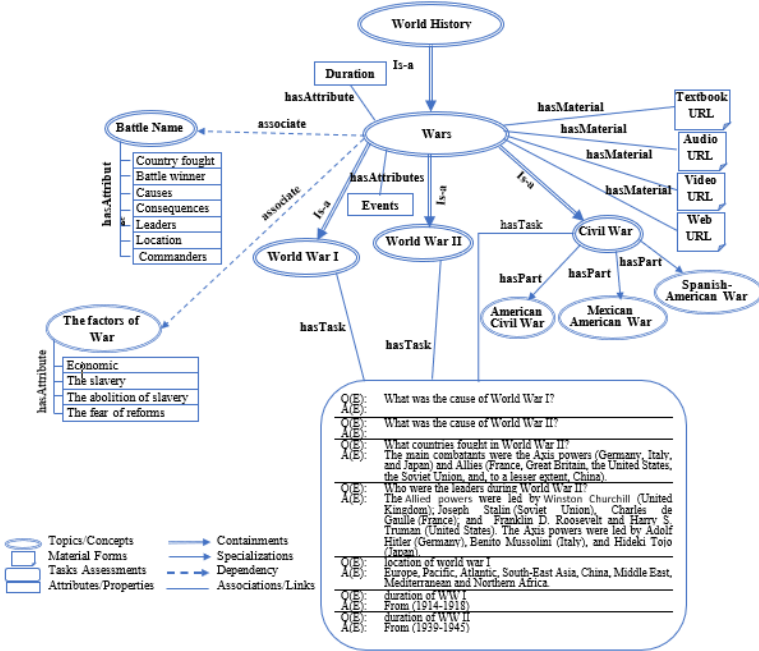 World History
Is-a
Duration
hasAttribute
Textbook
URL
hasMaterial
Battle Name
associate
Wars
hasMaterial
Audio
URL
hasMaterial
Video
URL
hasMaterial
Web
URL
hasAttribut
es
Country fought
Battle winner
Causes
Consequences
Leaders
Location
Commanders
associate
hasAttributes
Events
Is-a
Is-a
Is-a
World War I
World War II
hasTask
Civil War
hasPart
hasPart
hasPart
American
Civil War
Mexican
American War
Spanish-
American War
The factors of
War
hasAttribute
Economic
The slavery
The abolition of slavery
The fear of reforms
hasTask
hasTask
Q(E): What was the cause of World War I?
A(E):
Q(E): What was the cause of World War II?
A(E):
Q(E): What countries fought in World War II?
A(E): The main combatants were the Axis powers (Germany, Italy,
and Japan) and Allies (France, Great Britain, the United States,
the Soviet Union, and, to a lesser extent, China).
Q(E): Who were the leaders during World War II?
A(E): The Allied powers were led by Winston Churchill (United
Kingdom); Joseph Stalin (Soviet Union), Charles de
Gaulle (France); and Franklin D. Roosevelt and Harry S.
Truman (United States). The Axis powers were led by Adolf
Hitler (Germany), Benito Mussolini (Italy), and Hideki Tojo
(Japan).
Q(E): location of world war I
A(E): Europe, Pacific, Atlantic, South-East Asia, China, Middle East,
Mediterranean and Northern Africa.
Q(E): duration of WW I
A(E): From (1914-1918)
Q(E): duration of WW II
A(E): From (1939-1945)
Topics/Concepts
Material Forms
Tasks Assessments
Attributes/Properties
Containments
Specializations
Dependency
Associations/Links